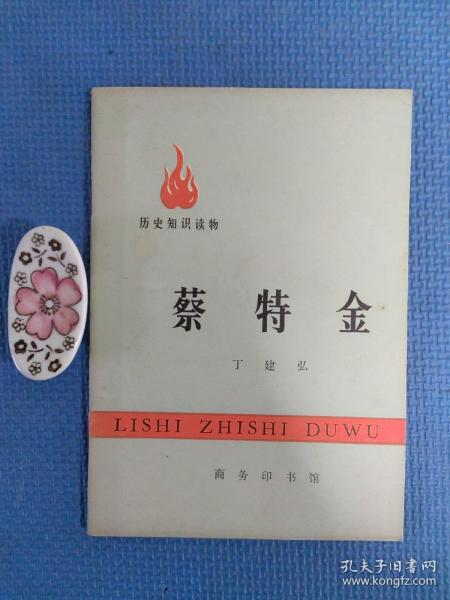 历史知识读物
蔡特金
丁建弘
LISHI ZHISHI DUWU
商务印书馆
孔夫子旧书网
www.kongfz.com